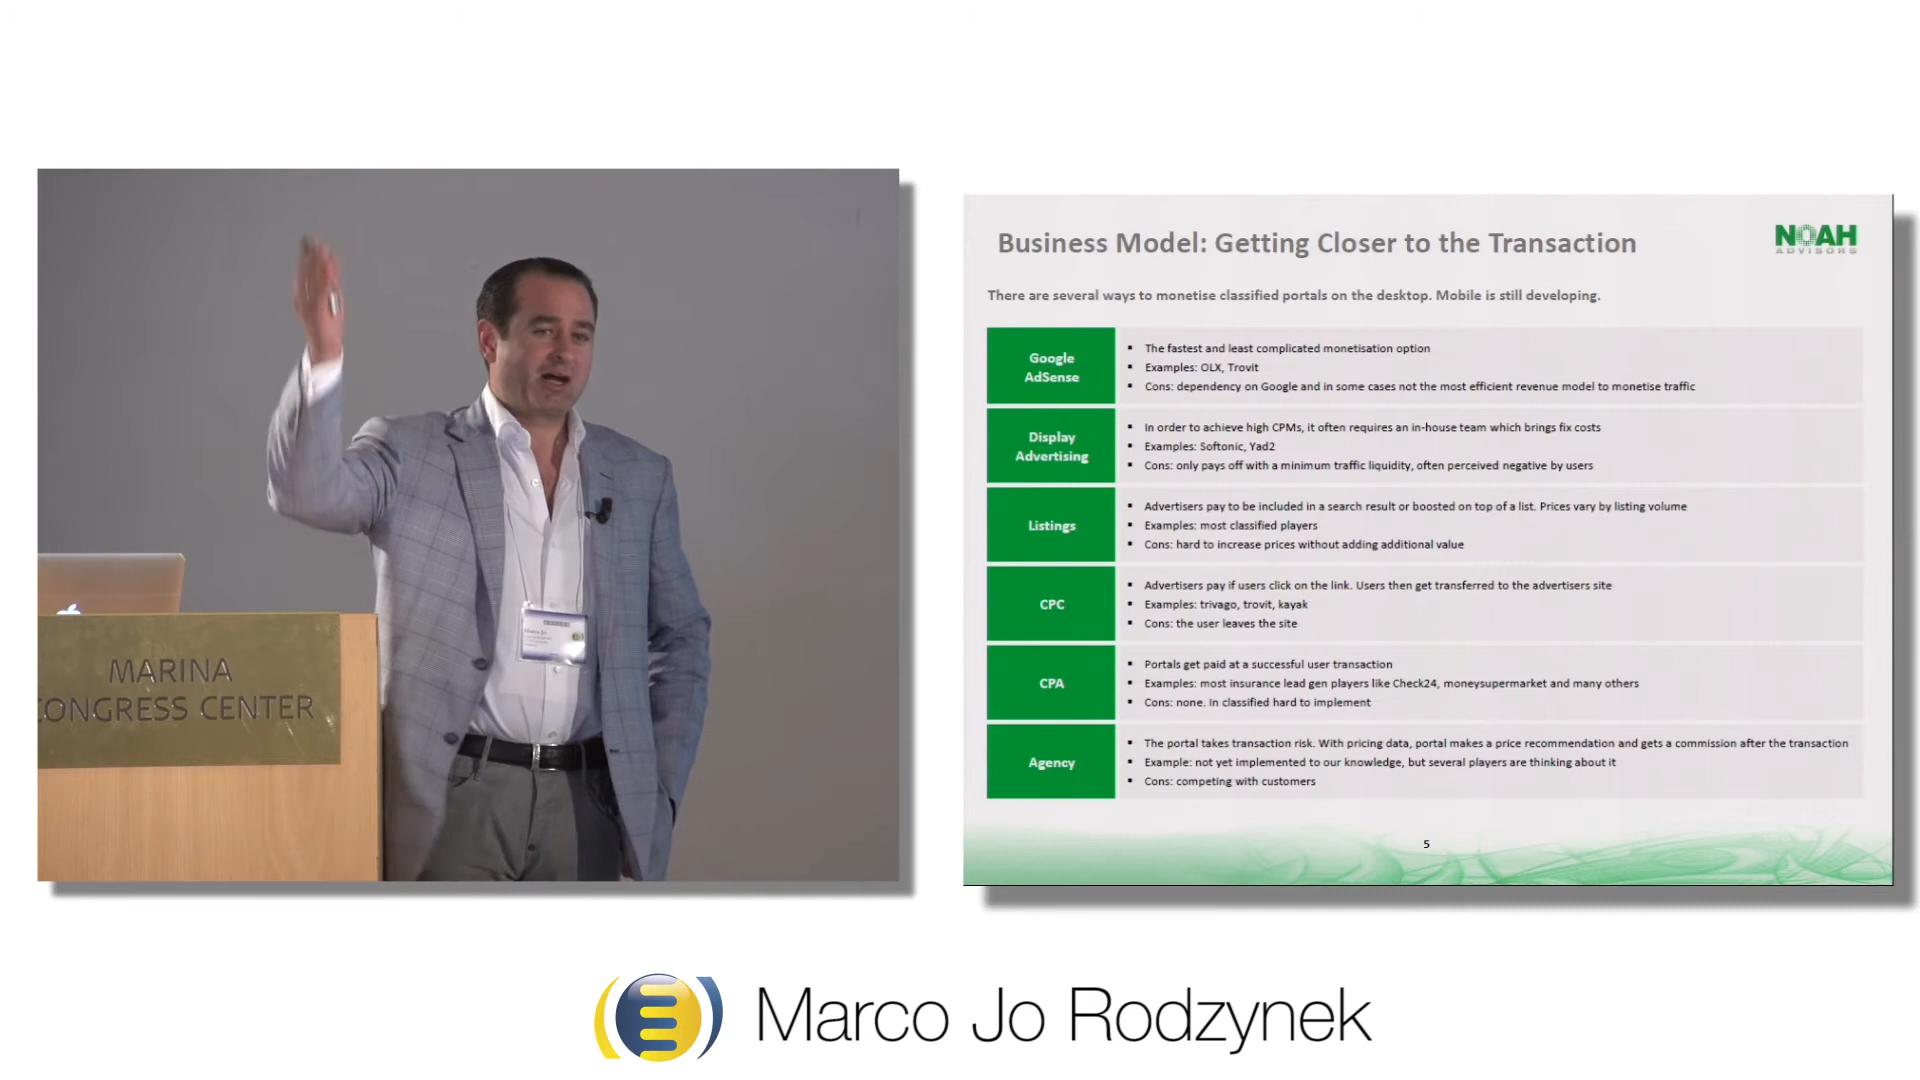 MARINA
CONGRESS CENTER
Marco Jo
Business Model: Getting Closer to the Transaction
NOAH
ADVISORS
There are several ways to monetise classified portals on the desktop. Mobile is still developing.
Google
AdSense
▪ The fastest and least complicated monetisation option
▪ Examples: OLX, Trovit
▪ Cons: dependency on Google and in some cases not the most efficient revenue model to monetise traffic
Display
Advertising
▪ In order to achieve high CPMs, it often requires an in-house team which brings fix costs
▪ Examples: Softonic, Yad2
▪ Cons: only pays off with a minimum traffic liquidity, often perceived negative by users
Listings
▪ Advertisers pay to be included in a search result or boosted on top of a list. Prices vary by listing volume
▪ Examples: most classified players
▪ Cons: hard to increase prices without adding additional value
CPC
▪ Advertisers pay if users click on the link. Users then get transferred to the advertisers site
▪ Examples: trivago, trovit, kayak
▪ Cons: the user leaves the site
CPA
▪ Portals get paid at a successful user transaction
▪ Examples: most insurance lead gen players like Check24, moneysupermarket and many others
▪ Cons: none. In classified hard to implement
Agency
▪ The portal takes transaction risk. With pricing data, portal makes a price recommendation and gets a commission after the transaction
▪ Example: not yet implemented to our knowledge, but several players are thinking about it
▪ Cons: competing with customers
5
Marco Jo Rodzynek